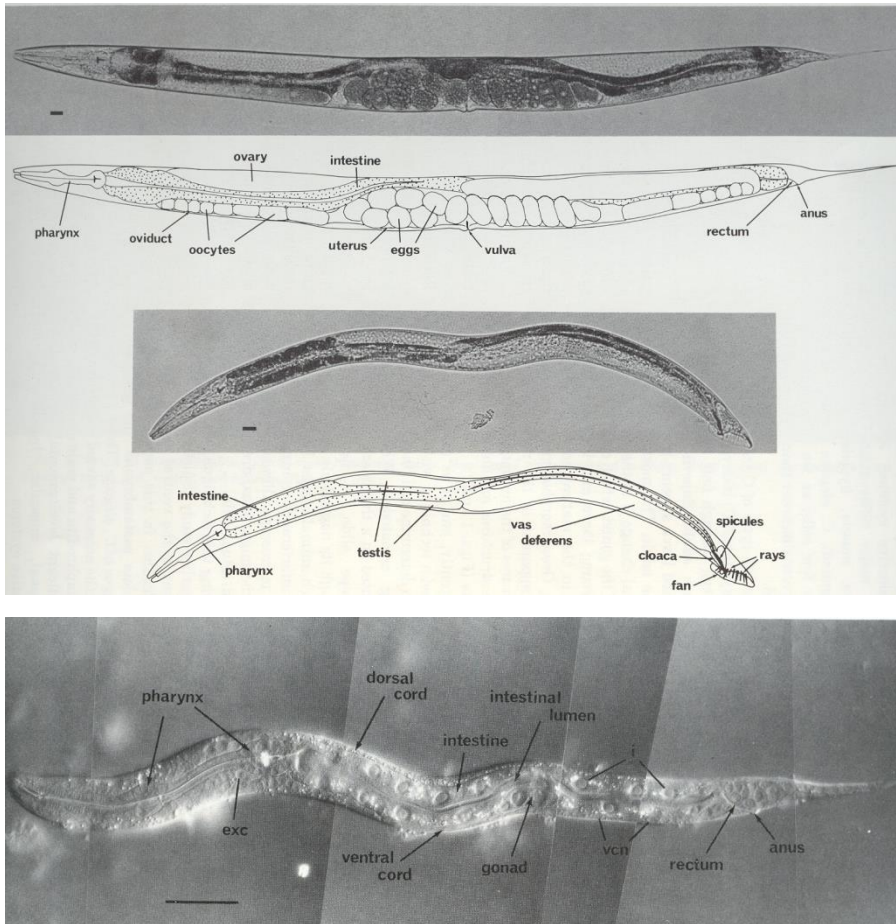 ovary
intestine
pharynx
oviduct
oocytes
uterus
eggs
vulva
rectum
anus
intestine
pharynx
testis
vas
deferens
spicules
cloaca
rays
fan
pharynx
dorsal
cord
intestinal
lumen
intestine
i
exc
ventral
cord
gonad
vcn
rectum
anus